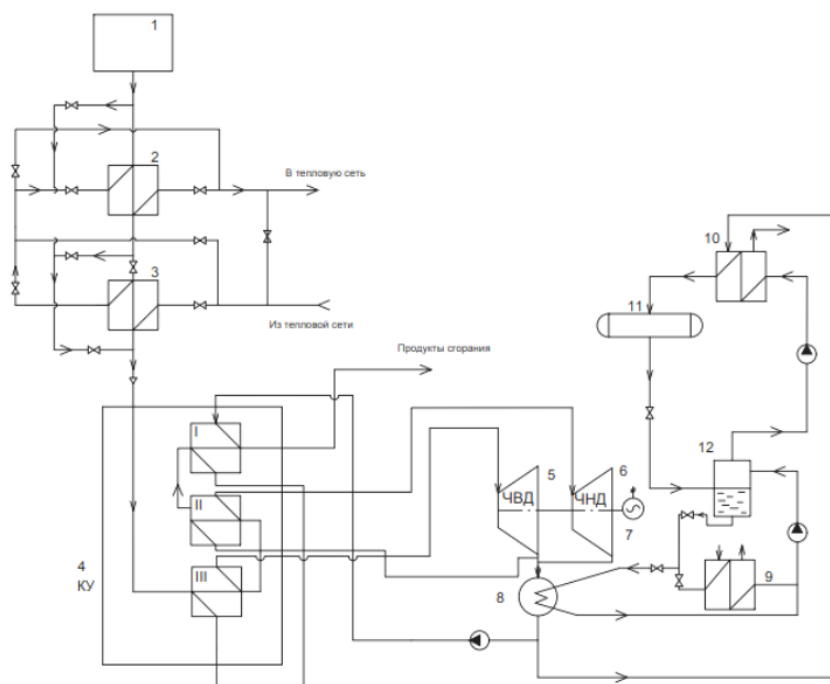 1
2
В тепловую сеть
10
3
11
Из тепловой сети
Продукты сгорания
I
12
5
6
ЧВД
ЧНД
II
7
4
КУ
III
8
9